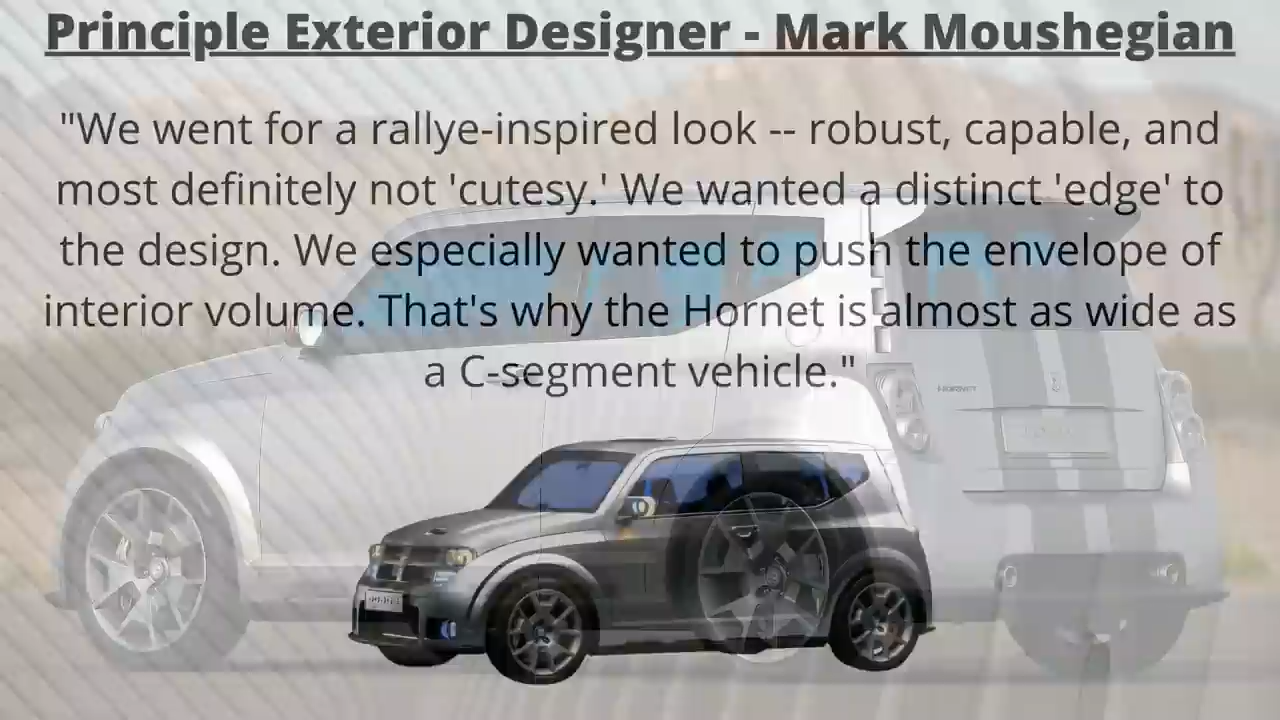 Principle Exterior Designer - Mark Moushegian
"We went for a rallye-inspired look -- robust, capable, and
most definitely not 'cutesy.' We wanted a distinct 'edge' to
the design. We especially wanted to push the envelope of
interior volume. That's why the Hornet is almost as wide as
a C-segment vehicle."
HORNET